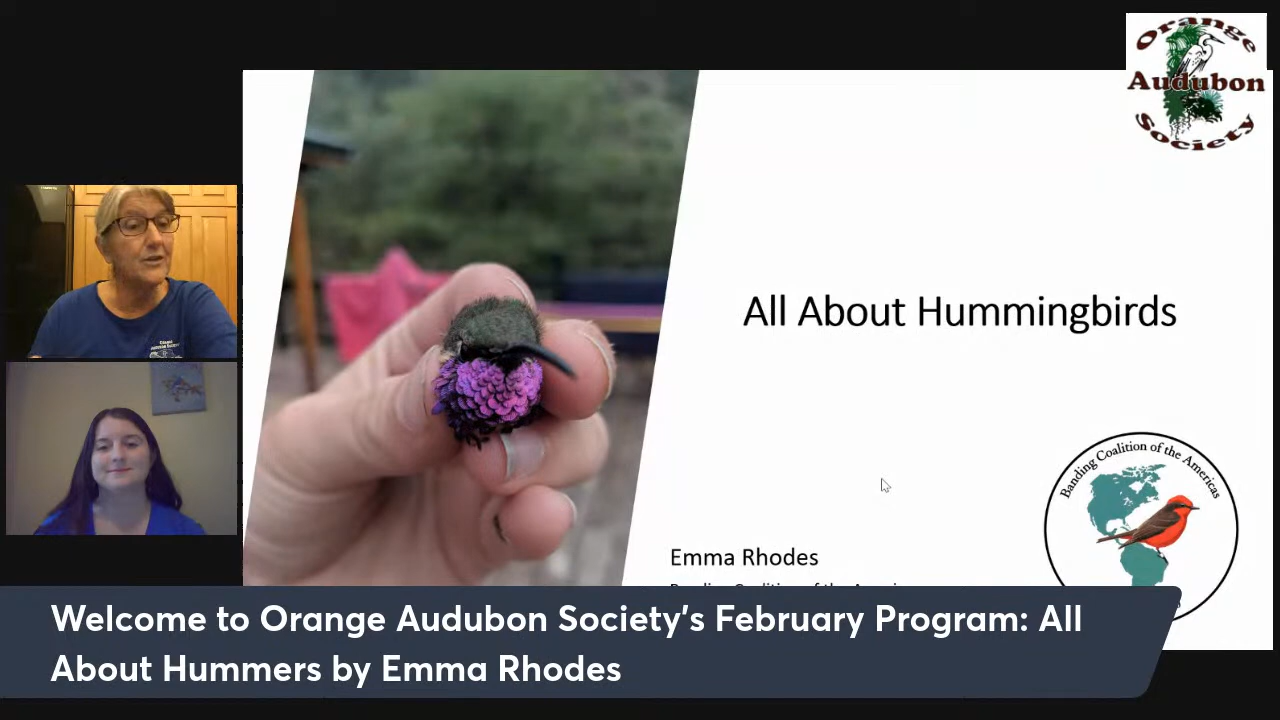 Orange
Audubon
Society
All About Hummingbirds
Banding Coalition of the Americas
Emma Rhodes
Welcome to Orange Audubon Society's February Program: All
About Hummers by Emma Rhodes